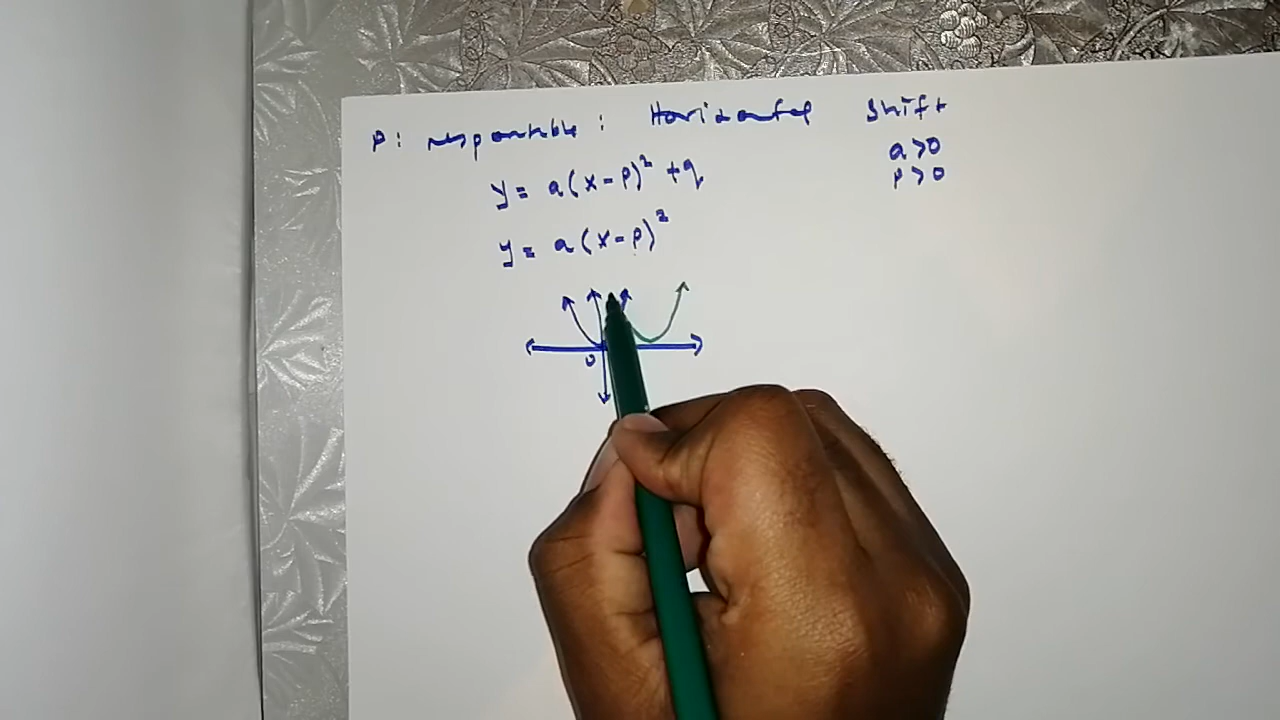 P: responsible: Horizontal Shift
a>0
P>0
y = a(x-p)² +q
y = a(x-p)²
0